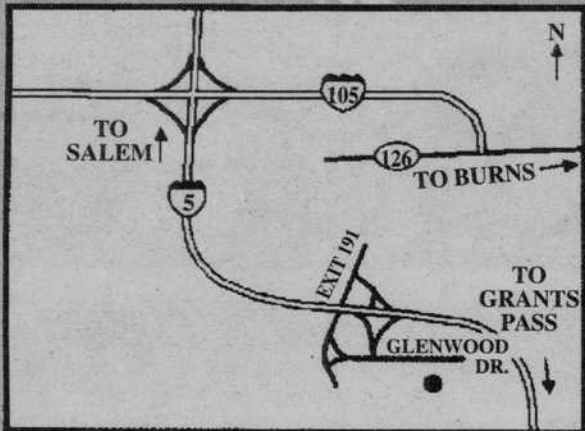 N
105
TO
SALEM
126
TO BURNS
5
EXIT 191
TO
GRANTS
PASS
GLENWOOD
DR.